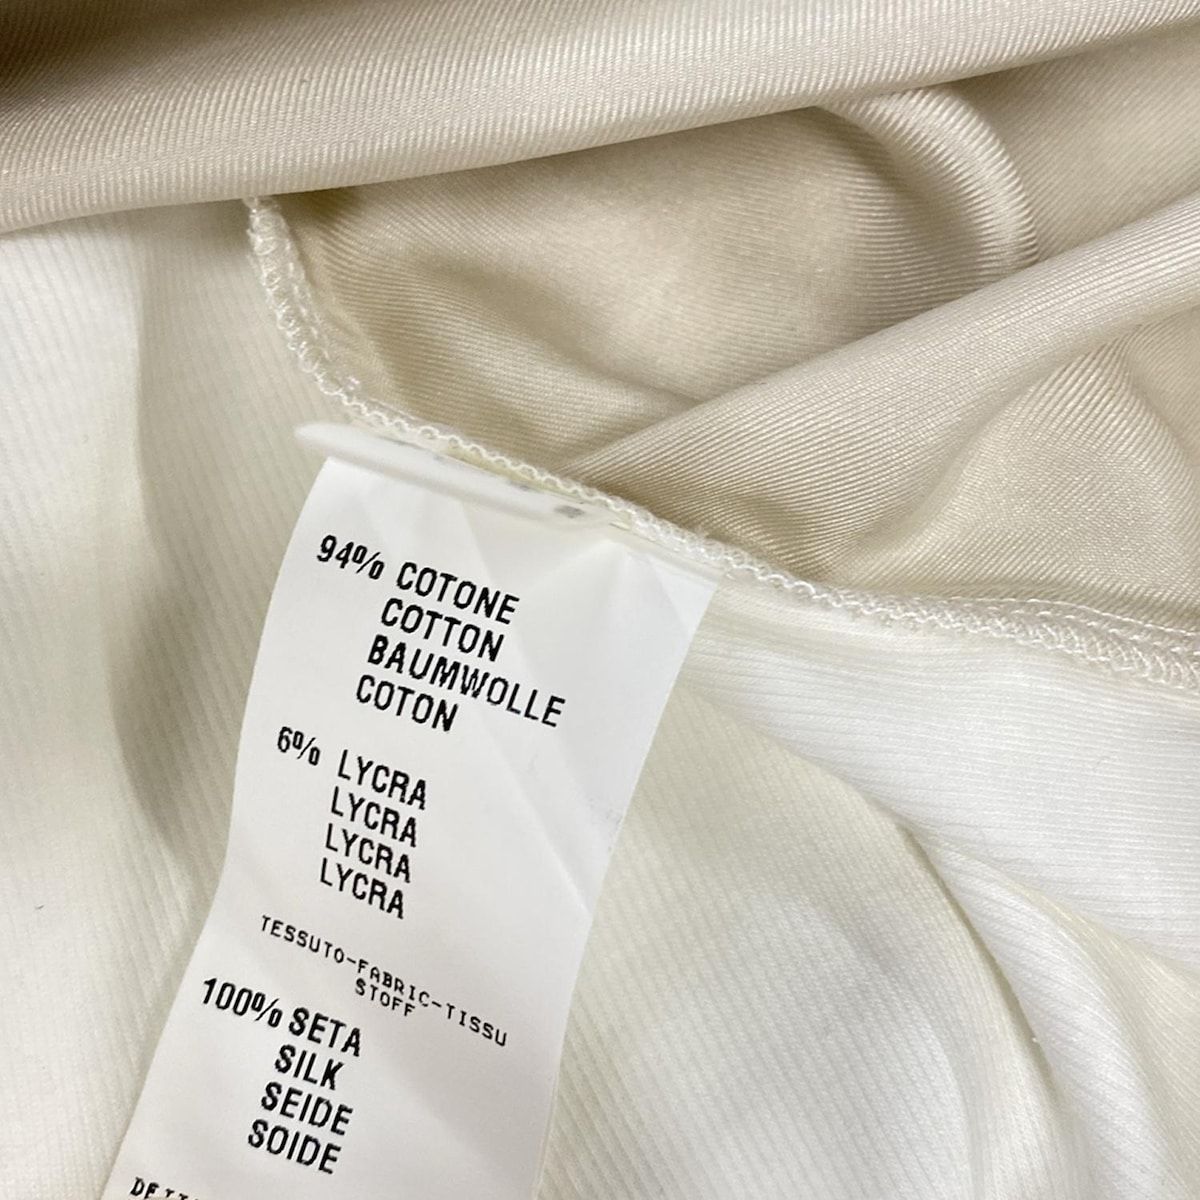 94% COTONE
COTTON
BAUMWOLLE
COTON
6% LYCRA
LYCRA
LYCRA
LYCRA
TESSUTO-FABRIC-TISSU
STOFF
100% SETA
SILK
SEIDE
SOIDE